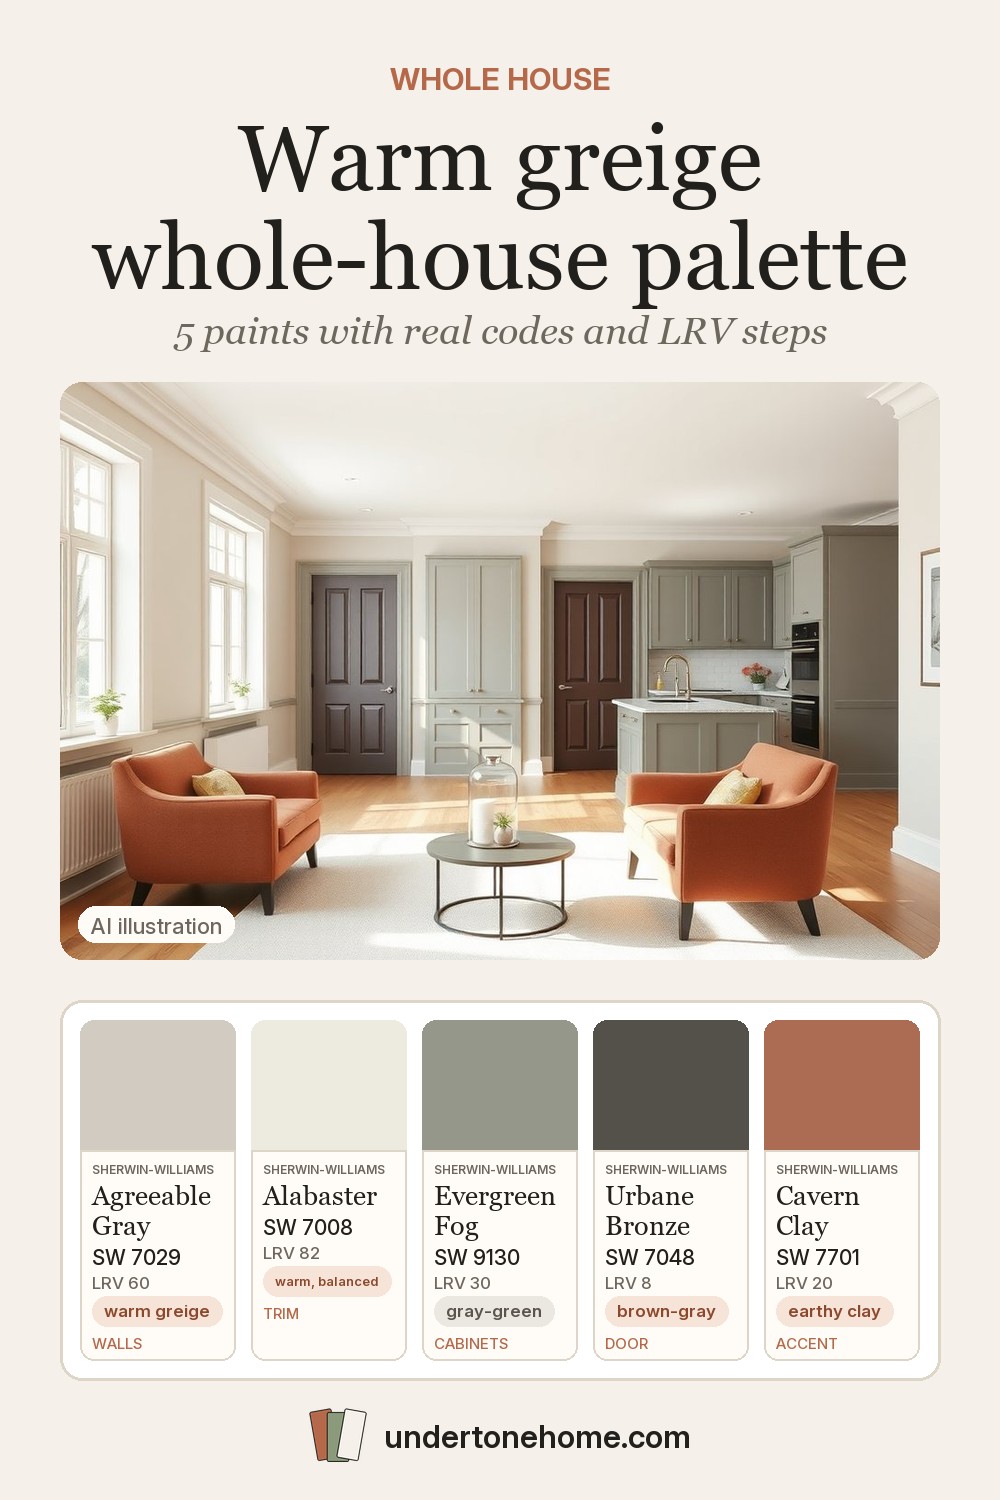 WHOLE HOUSE
Warm greige
whole-house palette
5 paints with real codes and LRV steps
AI illustration
SHERWIN-WILLIAMS
Agreeable
Gray
SW 7029
LRV 60
warm greige
WALLS
SHERWIN-WILLIAMS
Alabaster
SW 7008
LRV 82
warm, balanced
TRIM
SHERWIN-WILLIAMS
Evergreen
Fog
SW 9130
LRV 30
gray-green
CABINETS
SHERWIN-WILLIAMS
Urbane
Bronze
SW 7048
LRV 8
brown-gray
DOOR
SHERWIN-WILLIAMS
Cavern
Clay
SW 7701
LRV 20
earthy clay
ACCENT
undertonehome.com